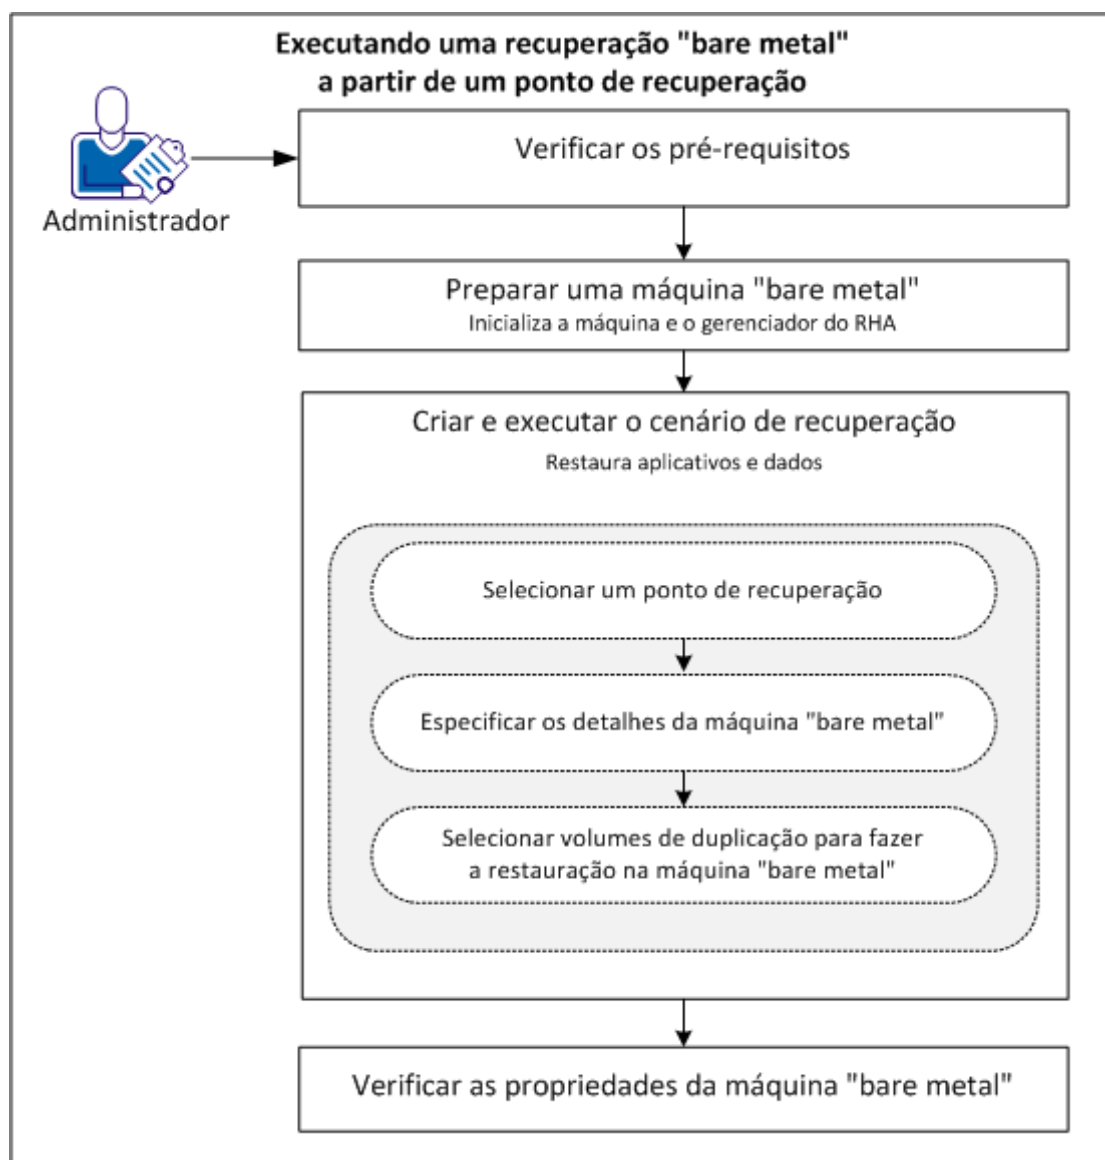 Executando uma recuperação "bare metal"
a partir de um ponto de recuperação
Administrador
Verificar os pré-requisitos
Preparar uma máquina "bare metal"
Inicializa a máquina e o gerenciador do RHA
Criar e executar o cenário de recuperação
Restaura aplicativos e dados
Selecionar um ponto de recuperação
Especificar os detalhes da máquina "bare metal"
Selecionar volumes de duplicação para fazer
a restauração na máquina "bare metal"
Verificar as propriedades da máquina "bare metal"